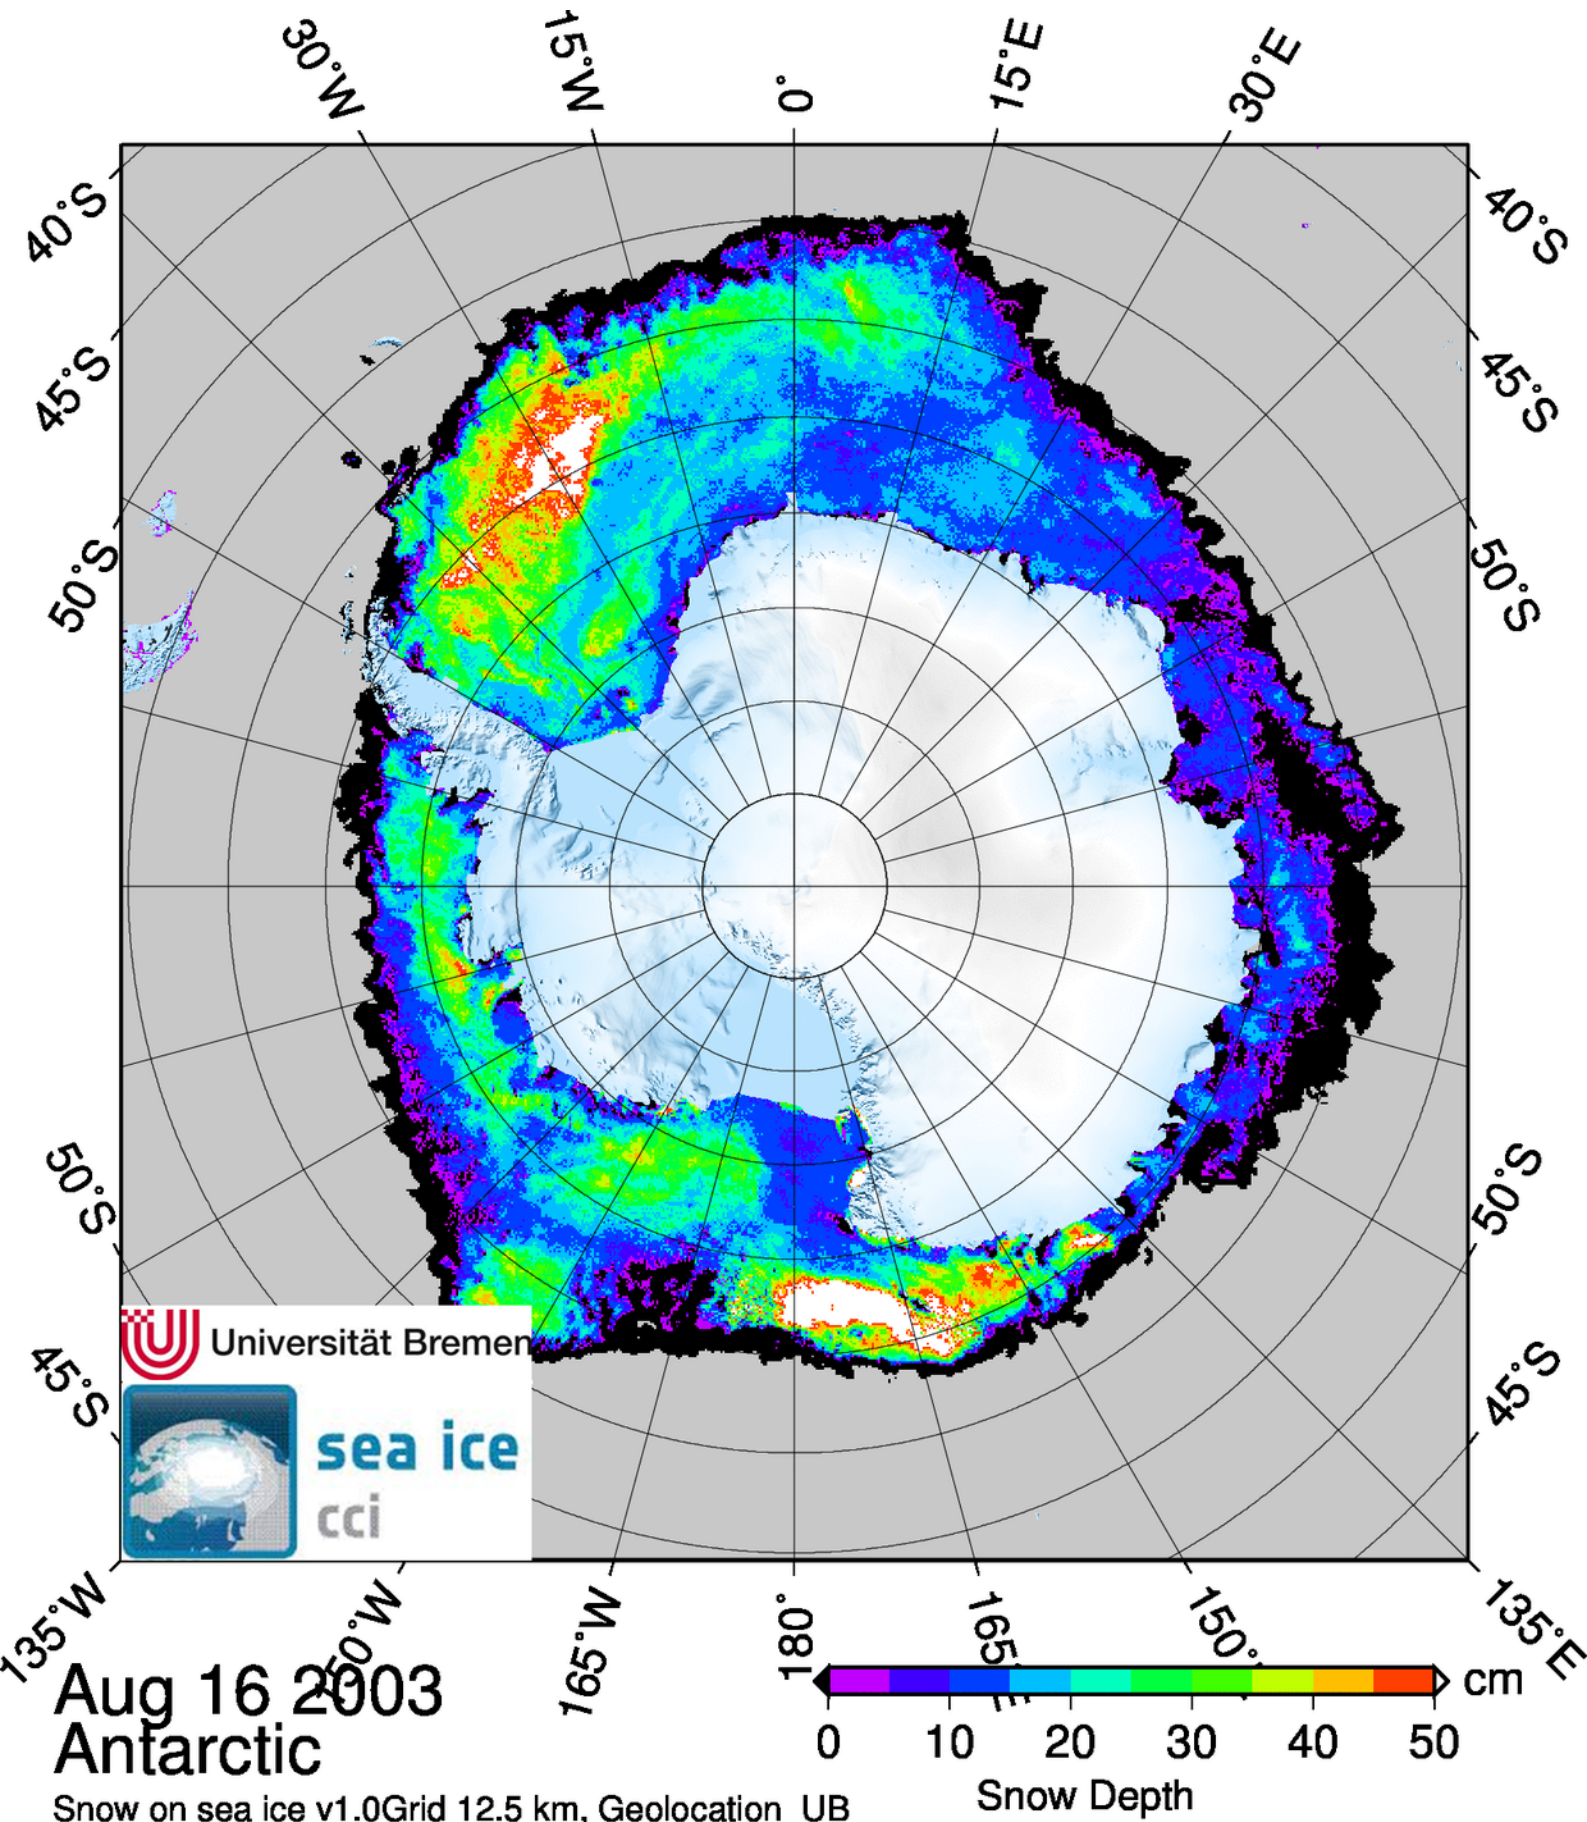 30°W 15°W 0° 15°E 30°E
40°S 40°S
45°S 45°S
50°S 50°S
50°S 50°S
45°S 45°S
Universität Bremen
sea ice
cci
135°W 150°W 165°W 180° 165°E 150° 135°E
Aug 16 2003
Antarctic
Snow on sea ice v1.0Grid 12.5 km, Geolocation UB
cm
0 10 20 30 40 50
Snow Depth